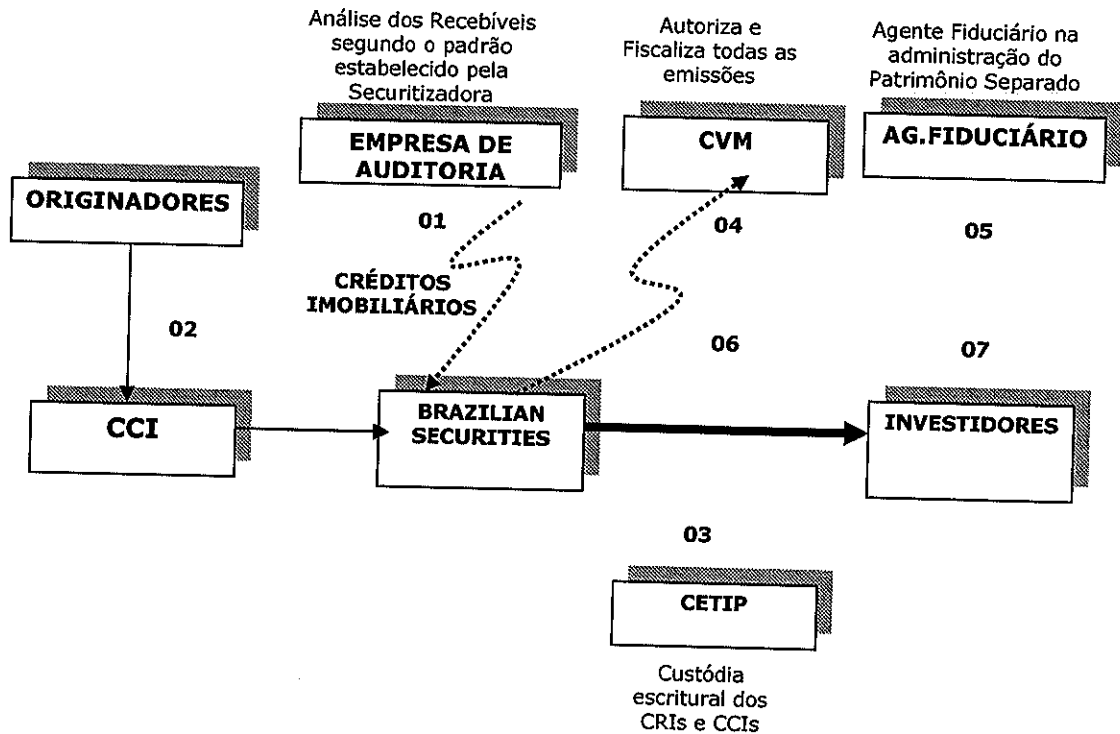 Análise dos Recebíveis
segundo o padrão
estabelecido pela
Securitizadora
Autoriza e
Fiscaliza todas as
emissões
Agente Fiduciário na
administração do
Patrimônio Separado
EMPRESA DE
AUDITORIA
CVM
AG.FIDUCIÁRIO
ORIGINADORES
01
04
05
CRÉDITOS
IMOBILIÁRIOS
02
06
07
CCI
BRAZILIAN
SECURITIES
INVESTIDORES
03
CETIP
Custódia
escritural dos
CRIs e CCIs